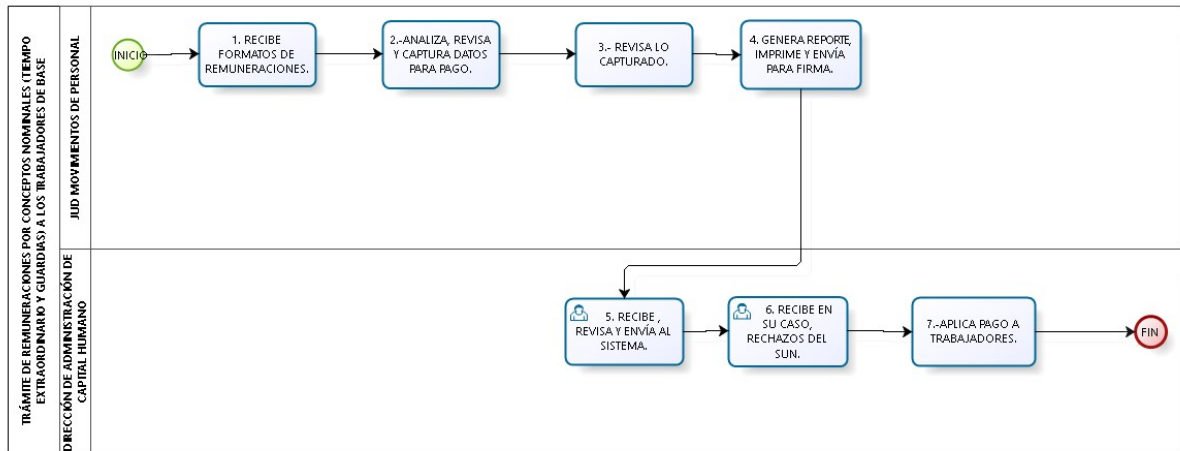 TRÁMITE DE REMUNERACIONES POR CONCEPTOS NOMINALES (TEMPO
EXTRAORDINARIO Y GUARDIAS) A LOS TRABAJADORES DE BASE
JUD MOVIMIENTOS DE PERSONAL
INICIO
1. RECIBE
FORMATOS DE
REMUNERACIONES.
2.-ANALIZA, REVISA
Y CAPTURA DATOS
PARA PAGO.
3.- REVISA LO
CAPTURADO.
4. GENERA REPORTE,
IMPRIME Y ENVÍA
PARA FIRMA.
DIRECCIÓN DE ADMINISTRACIÓN DE
CAPITAL HUMANO
5. RECIBE ,
REVISA Y ENVÍA AL
SISTEMA.
6. RECIBE EN
SU CASO,
RECHAZOS DEL
SUN.
7.-APLICA PAGO A
TRABAJADORES.
FIN